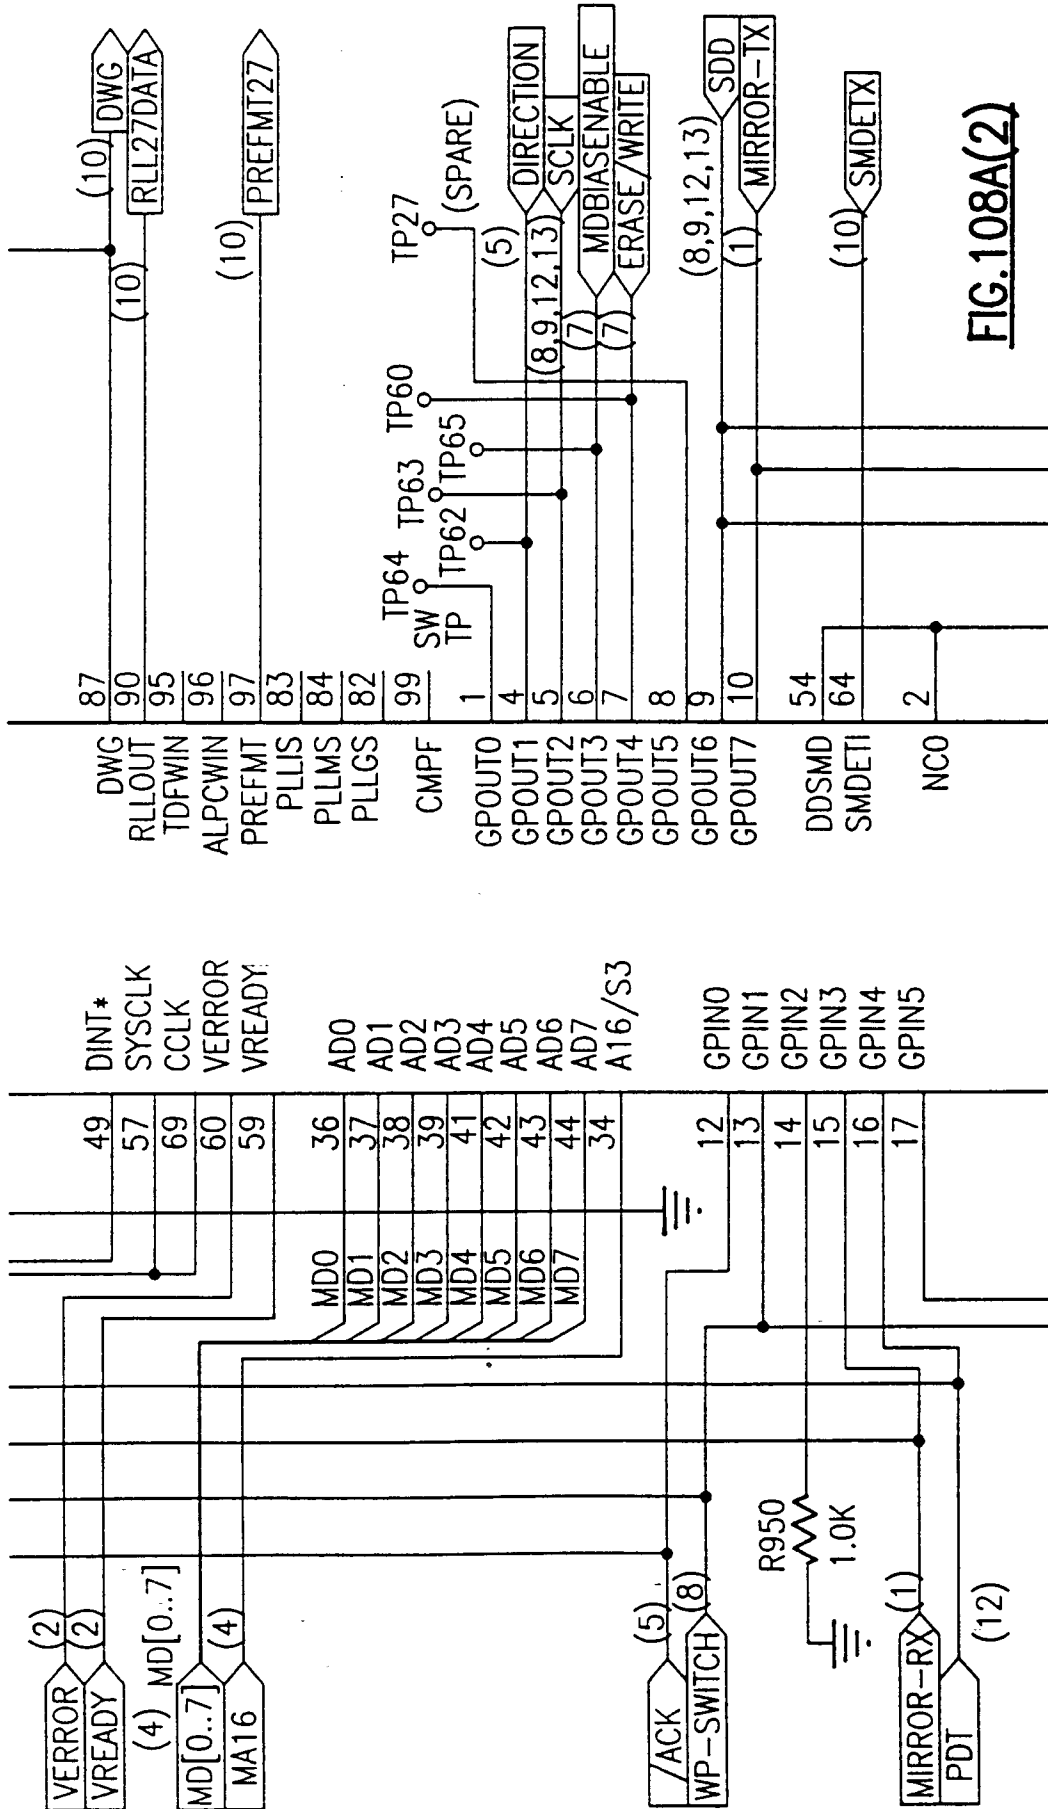 VERROR
(2)
VREADY
(2)
(4) MD[0..7]
MD[0..7]
MA16
(4)
/ACK
(5)
WP-SWITCH
(8)
R950
1.0K
MIRROR-RX
(1)
PDT
(12)
MD0
MD1
MD2
MD3
MD4
MD5
MD6
MD7
49
57
69
60
59
36
37
38
39
41
42
43
44
34
12
13
14
15
16
17
DINT*
SYSCLK
CCLK
VERROR
VREADY
AD0
AD1
AD2
AD3
AD4
AD5
AD6
AD7
A16/S3
GPIN0
GPIN1
GPIN2
GPIN3
GPIN4
GPIN5
DWG
RLLOUT
TDFWIN
ALPCWIN
PREFMT
PLLIS
PLLMS
PLLGS
CMPF
GPOUT0
GPOUT1
GPOUT2
GPOUT3
GPOUT4
GPOUT5
GPOUT6
GPOUT7
DDSMD
SMDETI
NCO
87
90
95
96
97
83
84
82
99
1
4
5
6
7
8
9
10
54
64
2
TP64
SW
TP
TP62
TP63
TP65
TP60
TP27
(SPARE)
(10)
DWG
(10)
RLL27DATA
(10)
PREFMT27
(5)
DIRECTION
(8,9,12,13)
SCLK
(7)
MDBIASENABLE
(7)
ERASE/WRITE
(8,9,12,13)
SDD
(1)
MIRROR-TX
(10)
SMDETX
FIG.108A(2)